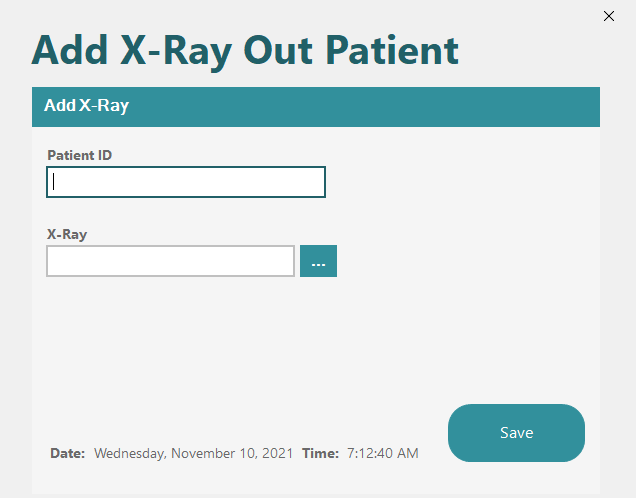 Add X-Ray Out Patient
Add X-Ray
Patient ID
X-Ray
...
Save
Date: Wednesday, November 10, 2021 Time: 7:12:40 AM